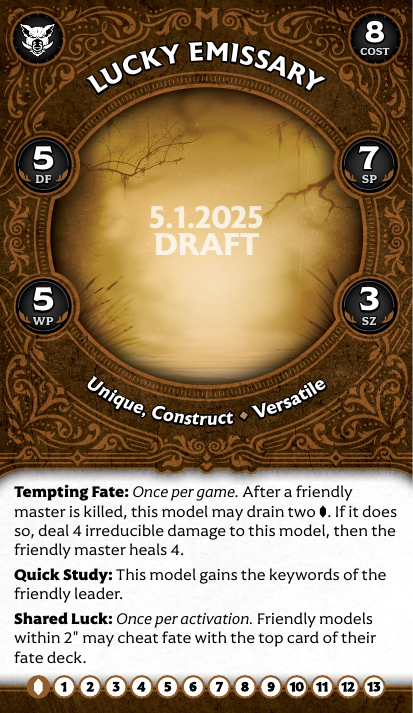 8
COST
LUCKY EMISSARY
5
DF
7
SP
5.1.2025
DRAFT
5
WP
3
SZ
Unique, Construct ◆ Versatile
Tempting Fate: Once per game. After a friendly
master is killed, this model may drain two ⬮. If it does
so, deal 4 irreducible damage to this model, then the
friendly master heals 4.
Quick Study: This model gains the keywords of the
friendly leader.
Shared Luck: Once per activation. Friendly models
within 2" may cheat fate with the top card of their
fate deck.
1 2 3 4 5 6 7 8 9 10 11 12 13